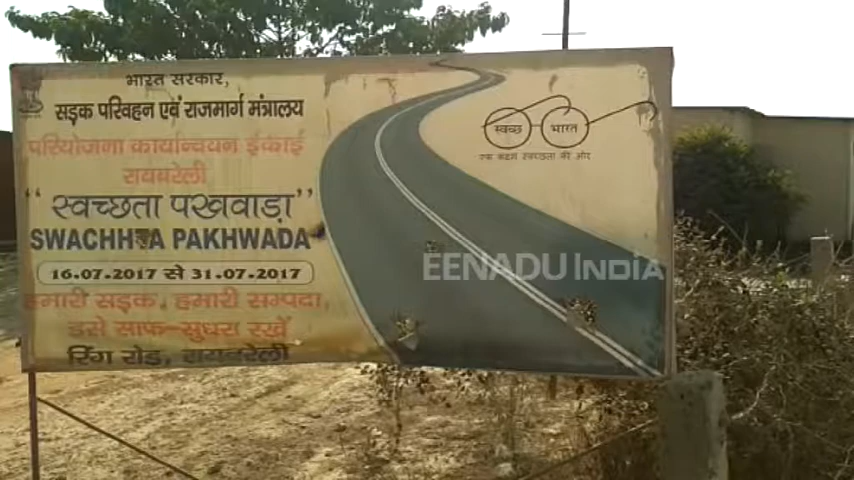 भारत सरकार,
सड़क परिवहन एवं राजमार्ग मंत्रालय
परियोजना कार्यान्वयन ईकाई
रायबरेली
“स्वच्छता पखवाड़ा”
SWACHHTA PAKHWADA
16.07.2017 से 31.07.2017
हमारी सड़क, हमारी सम्पदा,
इसे साफ-सुधरा रखें
रिंग रोड, रायबरेली
स्वच्छ भारत
एक कदम स्वच्छता की ओर
EENADU INDIA